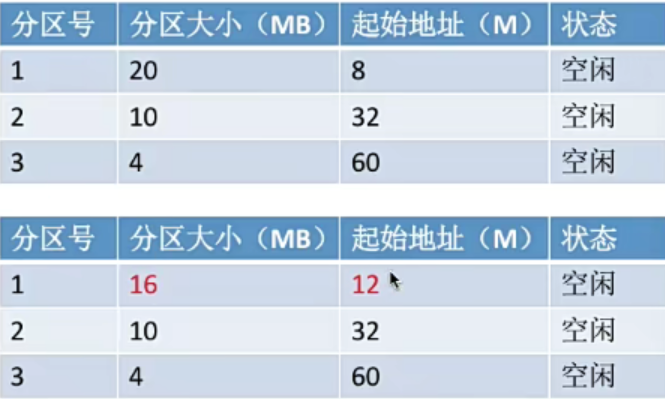 分区号 分区大小（MB） 起始地址（M） 状态
1 20 8 空闲
2 10 32 空闲
3 4 60 空闲
分区号 分区大小（MB） 起始地址（M） 状态
1 16 12 空闲
2 10 32 空闲
3 4 60 空闲